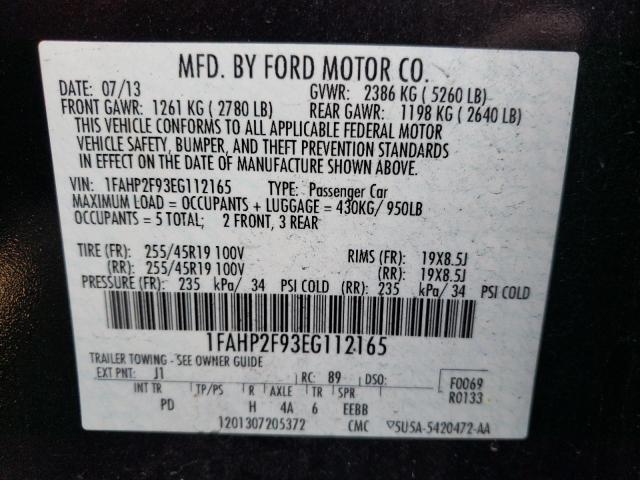 MFD. BY FORD MOTOR CO.
DATE: 07/13 GVWR: 2386 KG ( 5260 LB)
FRONT GAWR: 1261 KG ( 2780 LB) REAR GAWR: 1198 KG ( 2640 LB)
THIS VEHICLE CONFORMS TO ALL APPLICABLE FEDERAL MOTOR
VEHICLE SAFETY, BUMPER, AND THEFT PREVENTION STANDARDS
IN EFFECT ON THE DATE OF MANUFACTURE SHOWN ABOVE.
VIN: 1FAHP2F93EG112165 TYPE: Passenger Car
MAXIMUM LOAD = OCCUPANTS + LUGGAGE = 430KG/ 950LB
OCCUPANTS = 5 TOTAL; 2 FRONT, 3 REAR
TIRE (FR): 255/45R19 100V RIMS (FR): 19X8.5J
(RR): 255/45R19 100V (RR): 19X8.5J
PRESSURE (FR): 235 kPa/ 34 PSI COLD (RR): 235 kPa/ 34 PSI COLD
1FAHP2F93EG112165
TRAILER TOWING - SEE OWNER GUIDE
EXT PNT: J1 RC: 89 DSO: F0069
INT TR TP/PS R AXLE TR SPR R0133
PD H 4A 6 EEBB
1201307205372 CMC ▽5U5A-5420472-AA